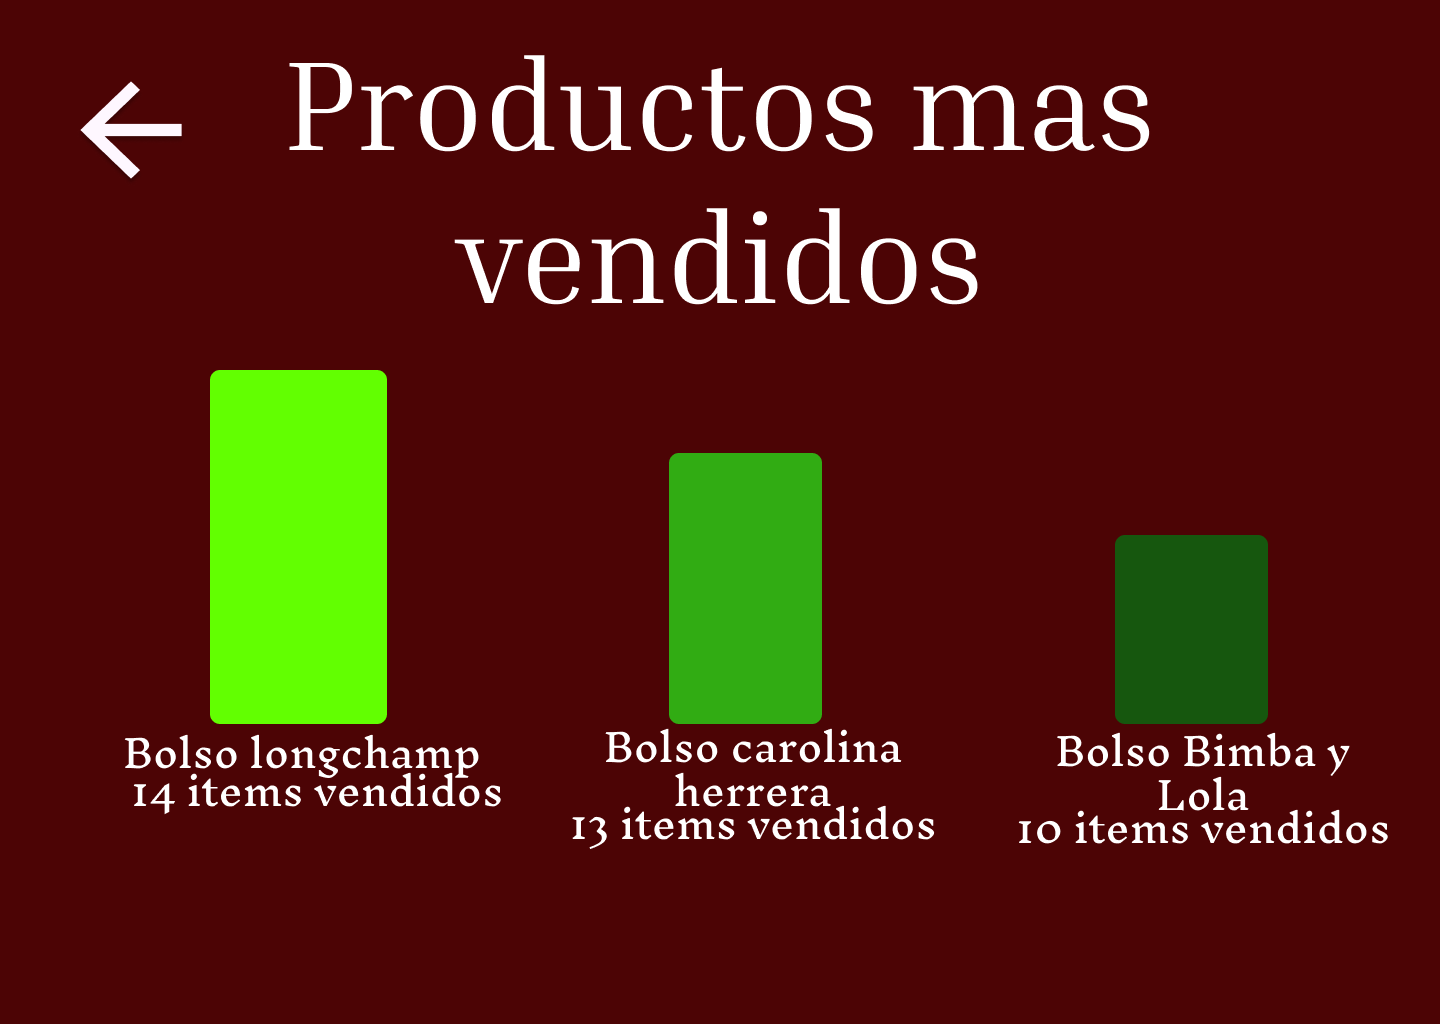 Productos mas
vendidos
Bolso longchamp
14 items vendidos
Bolso carolina
herrera
13 items vendidos
Bolso Bimba y
Lola
10 items vendidos